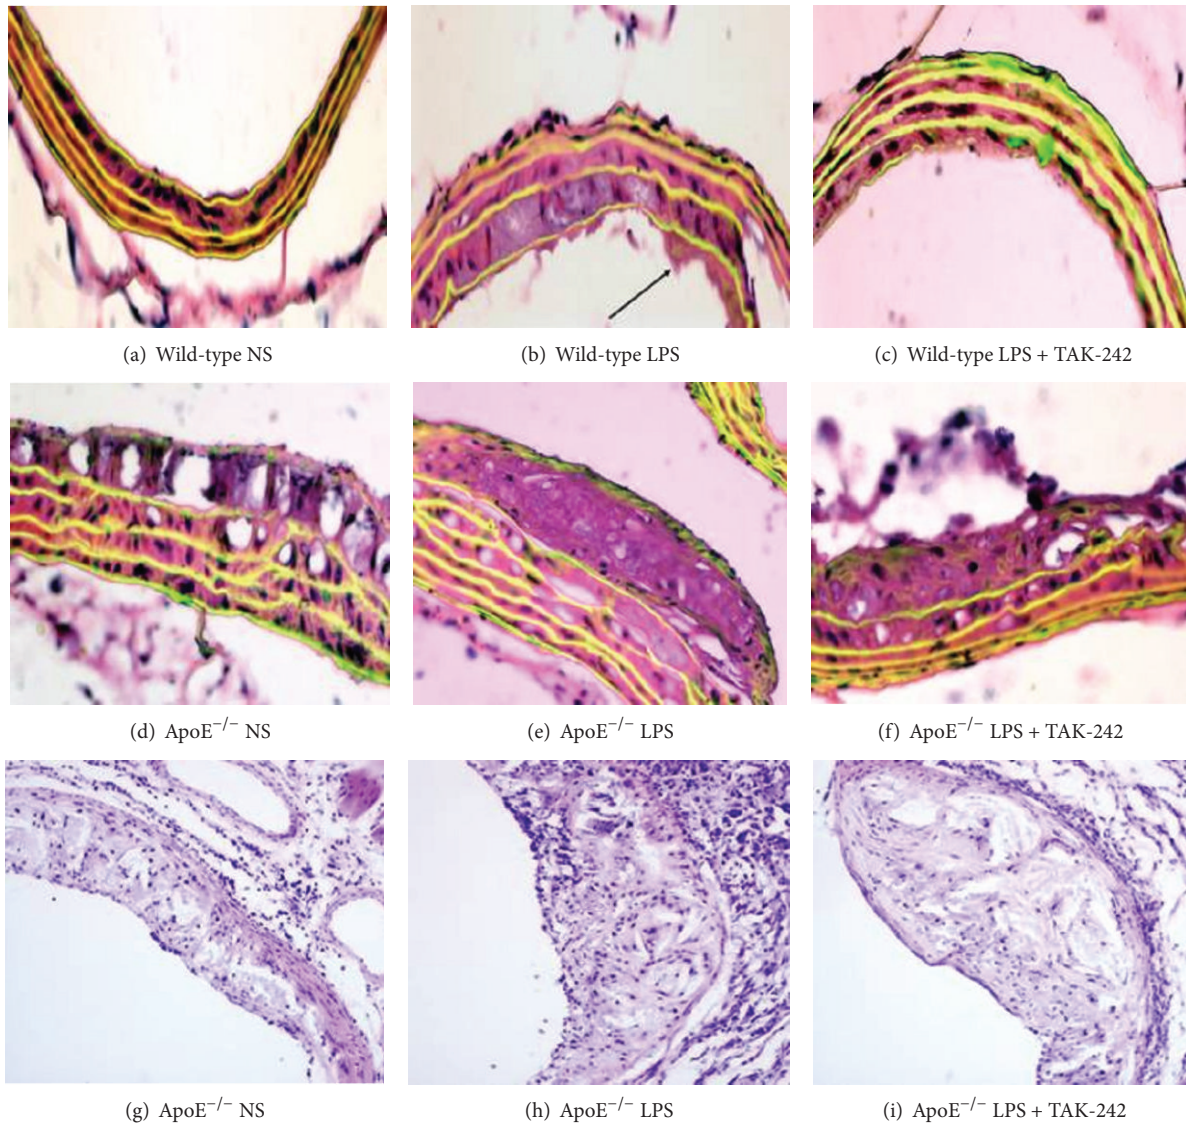 (a) Wild-type NS
(b) Wild-type LPS
(c) Wild-type LPS + TAK-242
(d) ApoE−/− NS
(e) ApoE−/− LPS
(f) ApoE−/− LPS + TAK-242
(g) ApoE−/− NS
(h) ApoE−/− LPS
(i) ApoE−/− LPS + TAK-242